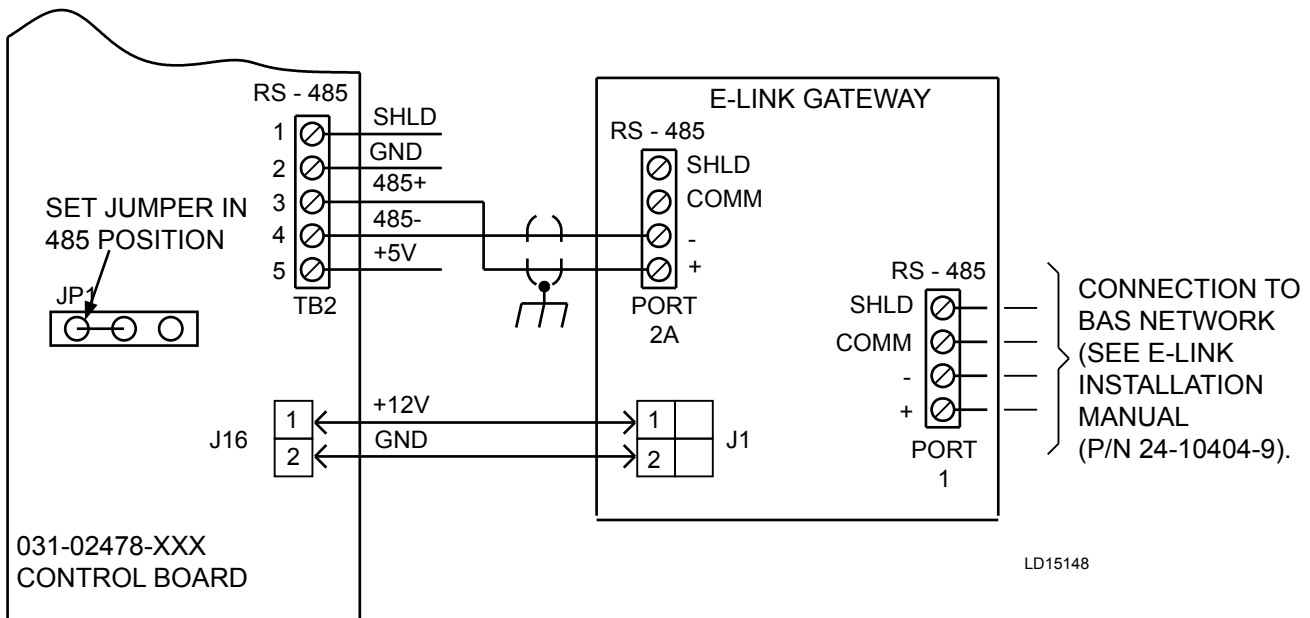 RS - 485
1
SHLD
2
GND
3
485+
4
485-
5
+5V
TB2
SET JUMPER IN
485 POSITION
JP1
E-LINK GATEWAY
RS - 485
SHLD
COMM
-
+
PORT
2A
RS - 485
SHLD
COMM
-
+
PORT
1
CONNECTION TO
BAS NETWORK
(SEE E-LINK
INSTALLATION
MANUAL
(P/N 24-10404-9).
J16
1
2
+12V
GND
1
2
J1
031-02478-XXX
CONTROL BOARD
LD15148